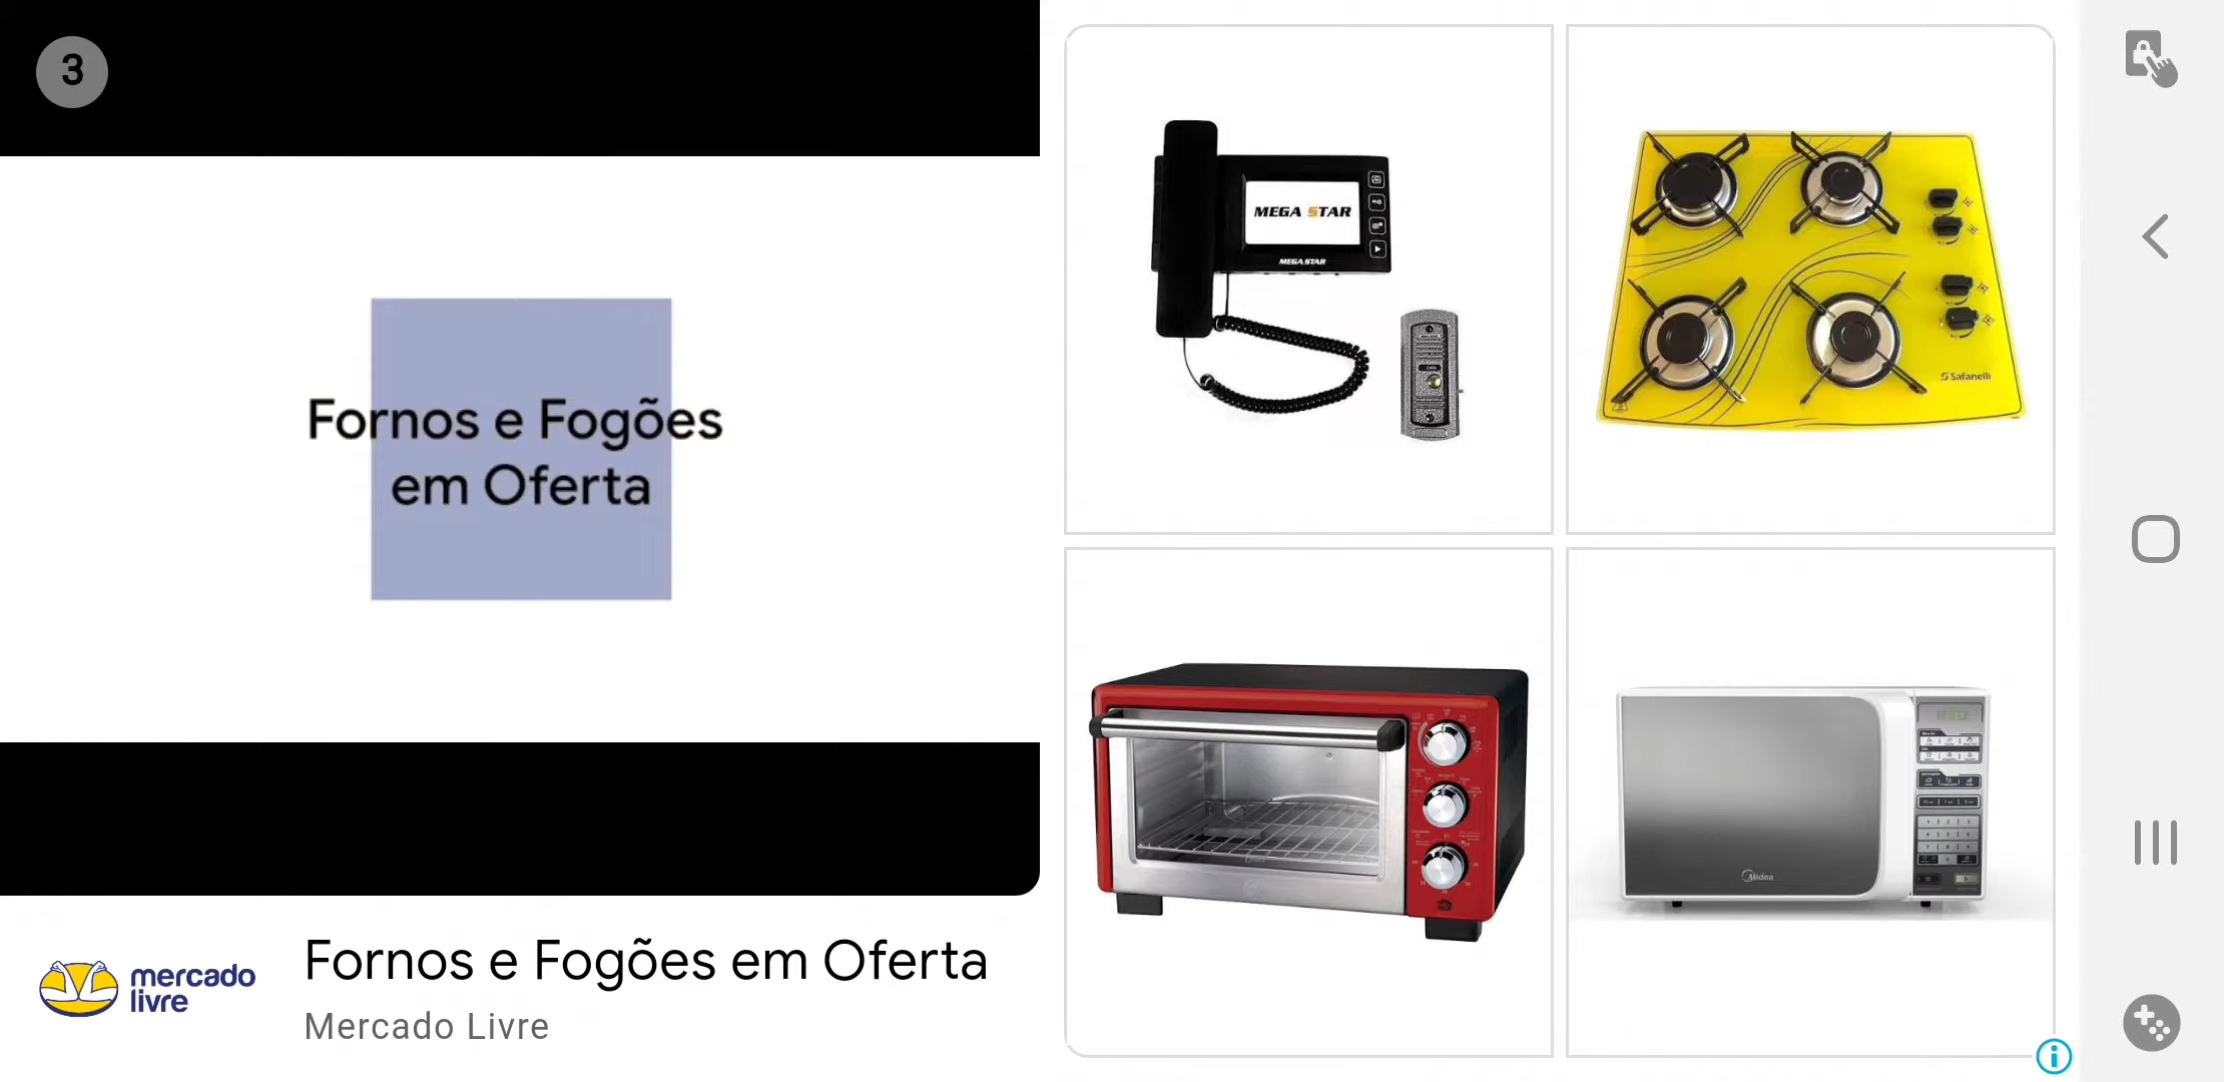 3
Fornos e Fogões
em Oferta
mercado
livre
Fornos e Fogões em Oferta
Mercado Livre
MEGA STAR
MEGA STAR
Safanelli
Midea